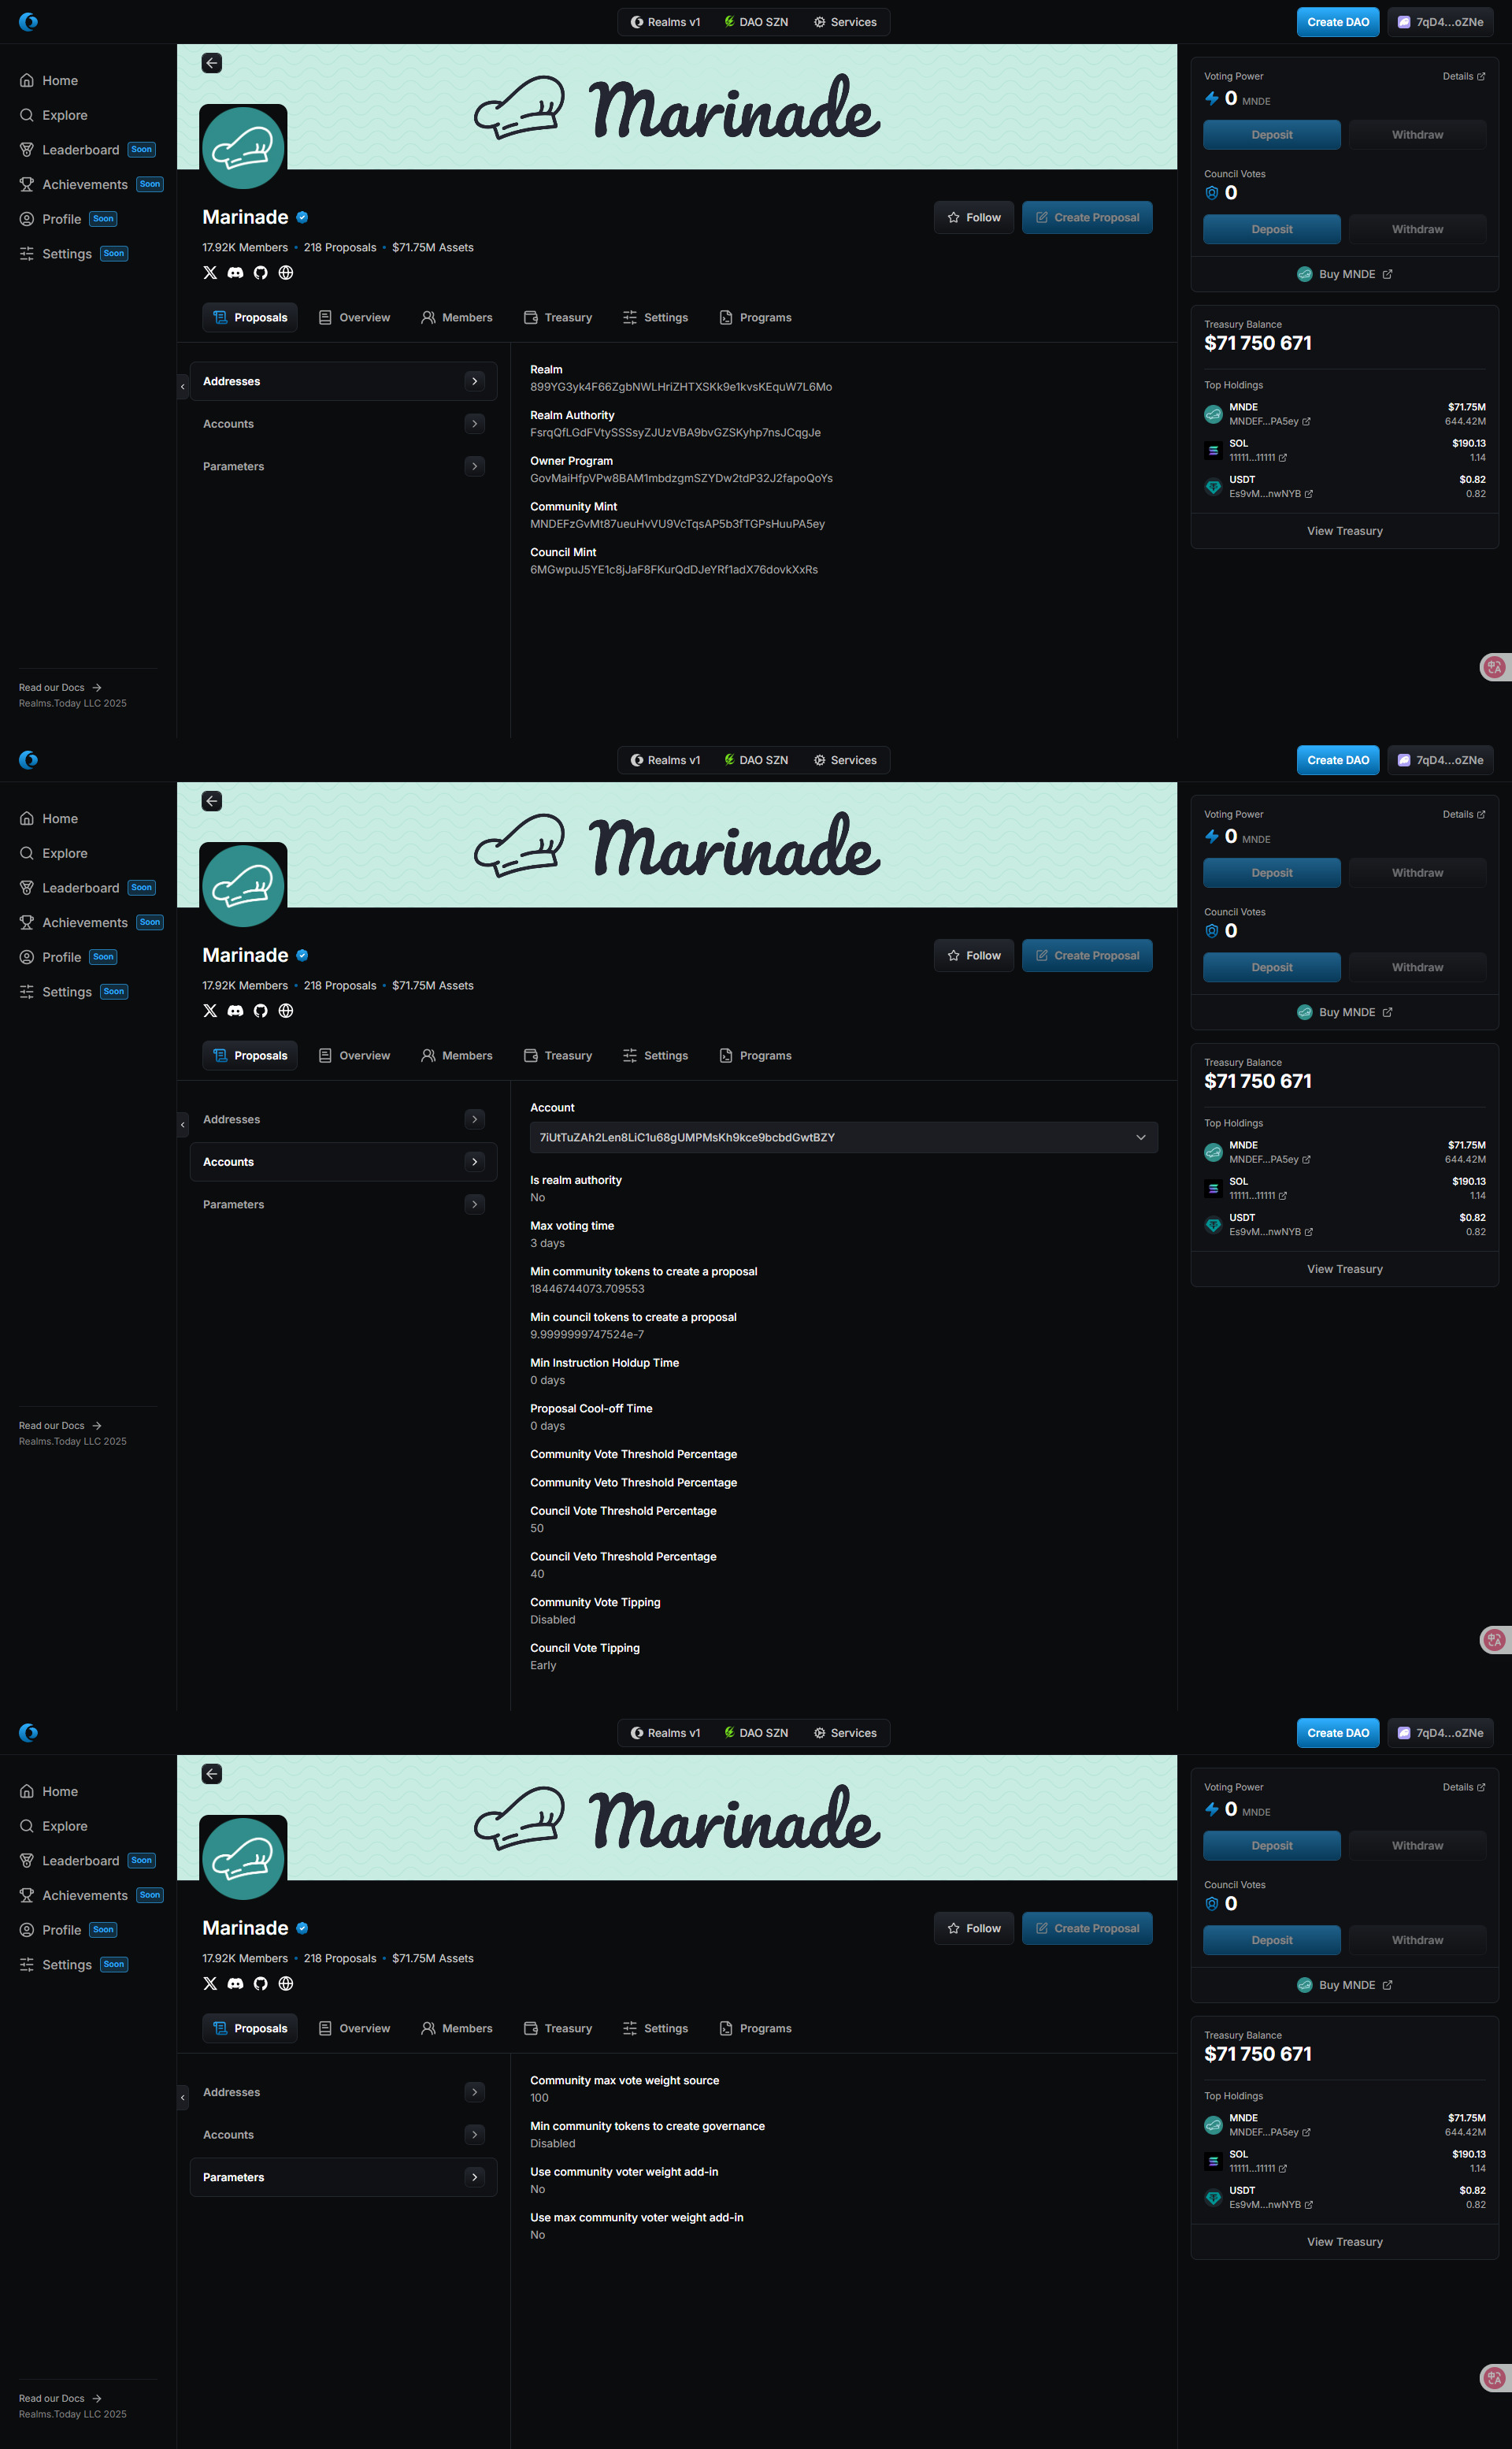 Realms v1
DAO SZN
Services
Create DAO
7qD4...oZNe
Home
Explore
Leaderboard Soon
Achievements Soon
Profile Soon
Settings Soon
Read our Docs
Realms.Today LLC 2025
Marinade
Marinade
17.92K Members • 218 Proposals • $71.75M Assets
Follow
Create Proposal
Proposals
Overview
Members
Treasury
Settings
Programs
Addresses
Accounts
Parameters
Realm
899YG3yk4F66ZgbNWLHriZHTXSKk9e1kvsKEquW7L6Mo
Realm Authority
FsrqQfLGdFVtySSSsyZJUzVBA9bvGZSKyhp7nsJCqgJe
Owner Program
GovMaiHfpVPw8BAM1mbdzgmSZYDw2tdP32J2fapoQoYs
Community Mint
MNDEFzGvMt87ueuHvVU9VcTqsAP5b3fTGPsHuuPA5ey
Council Mint
6MGwpuJ5YE1c8jJaF8FKurQdDJeYRf1adX76dovkXxRs
Voting Power
Details
0 MNDE
Deposit
Withdraw
Council Votes
0
Deposit
Withdraw
Buy MNDE
Treasury Balance
$71 750 671
Top Holdings
MNDE $71.75M
MNDEF...PA5ey 644.42M
SOL $190.13
11111...11111 1.14
USDT $0.82
Es9vM...nwNYB 0.82
View Treasury
Realms v1
DAO SZN
Services
Create DAO
7qD4...oZNe
Home
Explore
Leaderboard Soon
Achievements Soon
Profile Soon
Settings Soon
Read our Docs
Realms.Today LLC 2025
Marinade
Marinade
17.92K Members • 218 Proposals • $71.75M Assets
Follow
Create Proposal
Proposals
Overview
Members
Treasury
Settings
Programs
Addresses
Accounts
Parameters
Account
7iUtTuZAh2Len8LiC1u68gUMPMsKh9kce9bcbdGwtBZY
Is realm authority
No
Max voting time
3 days
Min community tokens to create a proposal
18446744073.709553
Min council tokens to create a proposal
9.9999999747524e-7
Min Instruction Holdup Time
0 days
Proposal Cool-off Time
0 days
Community Vote Threshold Percentage
Community Veto Threshold Percentage
Council Vote Threshold Percentage
50
Council Veto Threshold Percentage
40
Community Vote Tipping
Disabled
Council Vote Tipping
Early
Voting Power
Details
0 MNDE
Deposit
Withdraw
Council Votes
0
Deposit
Withdraw
Buy MNDE
Treasury Balance
$71 750 671
Top Holdings
MNDE $71.75M
MNDEF...PA5ey 644.42M
SOL $190.13
11111...11111 1.14
USDT $0.82
Es9vM...nwNYB 0.82
View Treasury
Realms v1
DAO SZN
Services
Create DAO
7qD4...oZNe
Home
Explore
Leaderboard Soon
Achievements Soon
Profile Soon
Settings Soon
Read our Docs
Realms.Today LLC 2025
Marinade
Marinade
17.92K Members • 218 Proposals • $71.75M Assets
Follow
Create Proposal
Proposals
Overview
Members
Treasury
Settings
Programs
Addresses
Accounts
Parameters
Community max vote weight source
100
Min community tokens to create governance
Disabled
Use community voter weight add-in
No
Use max community voter weight add-in
No
Voting Power
Details
0 MNDE
Deposit
Withdraw
Council Votes
0
Deposit
Withdraw
Buy MNDE
Treasury Balance
$71 750 671
Top Holdings
MNDE $71.75M
MNDEF...PA5ey 644.42M
SOL $190.13
11111...11111 1.14
USDT $0.82
Es9vM...nwNYB 0.82
View Treasury